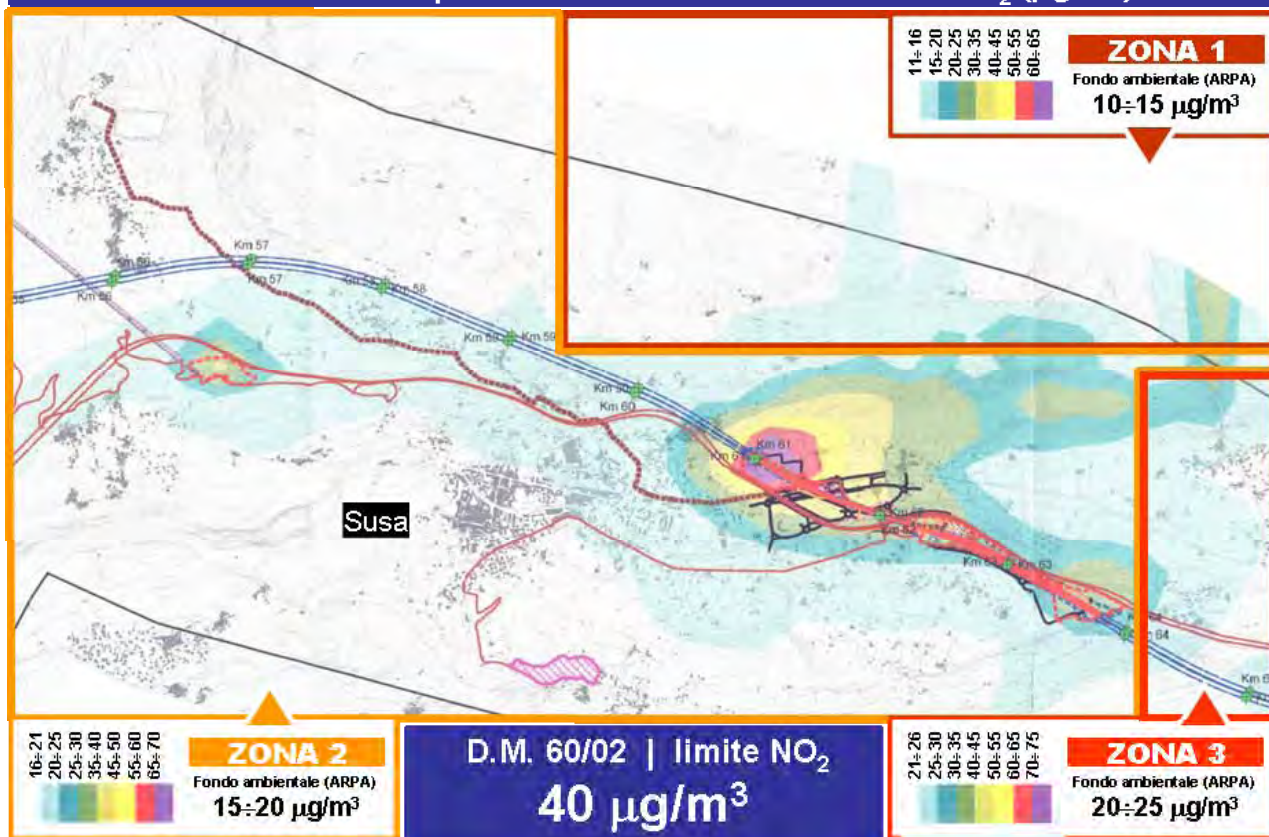 11÷16
15÷20
20÷25
30÷35
40÷45
50÷55
60÷65
ZONA 1
Fondo ambientale (ARPA)
10÷15 µg/m³
Km 57
Km 57
Km 56
Km 58
Km 59
Km 59
Km 60
Km 61
Susa
Km 63
Km 63
16÷21
20÷25
25÷30
35÷40
45÷50
55÷60
65÷70
ZONA 2
Fondo ambientale (ARPA)
15÷20 µg/m³
D.M. 60/02 | limite NO₂
40 µg/m³
21÷26
25÷30
30÷35
40÷45
50÷55
60÷65
70÷75
ZONA 3
Fondo ambientale (ARPA)
20÷25 µg/m³